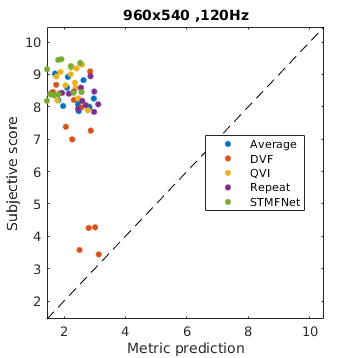 960x540 ,120Hz
Subjective score
10
9
8
7
6
5
4
3
2
Average
DVF
QVI
Repeat
STMFNet
2 4 6 8 10
Metric prediction